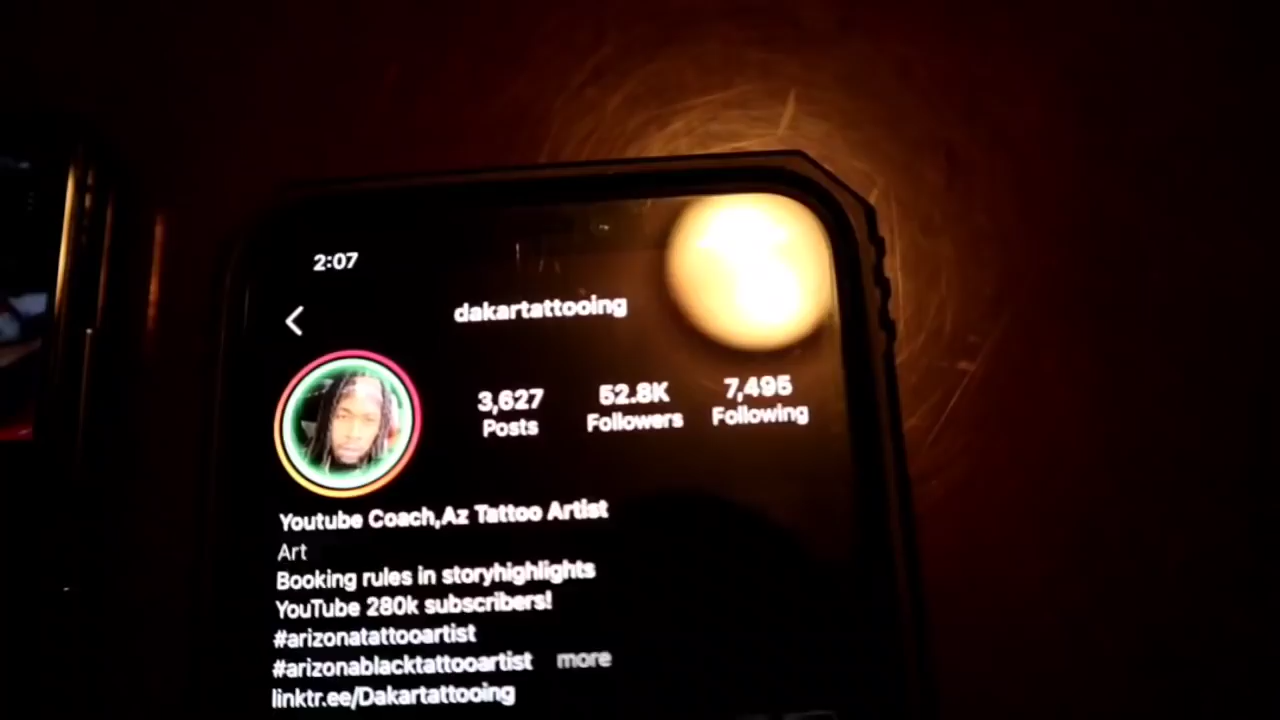 2:07
dakartattooing
3,627 52.8K 7,495
Posts Followers Following
Youtube Coach,Az Tattoo Artist
Art
Booking rules in storyhighlights
YouTube 280k subscribers!
#arizonatattooartist
#arizonablacktattooartist more
linktr.ee/Dakartattooing